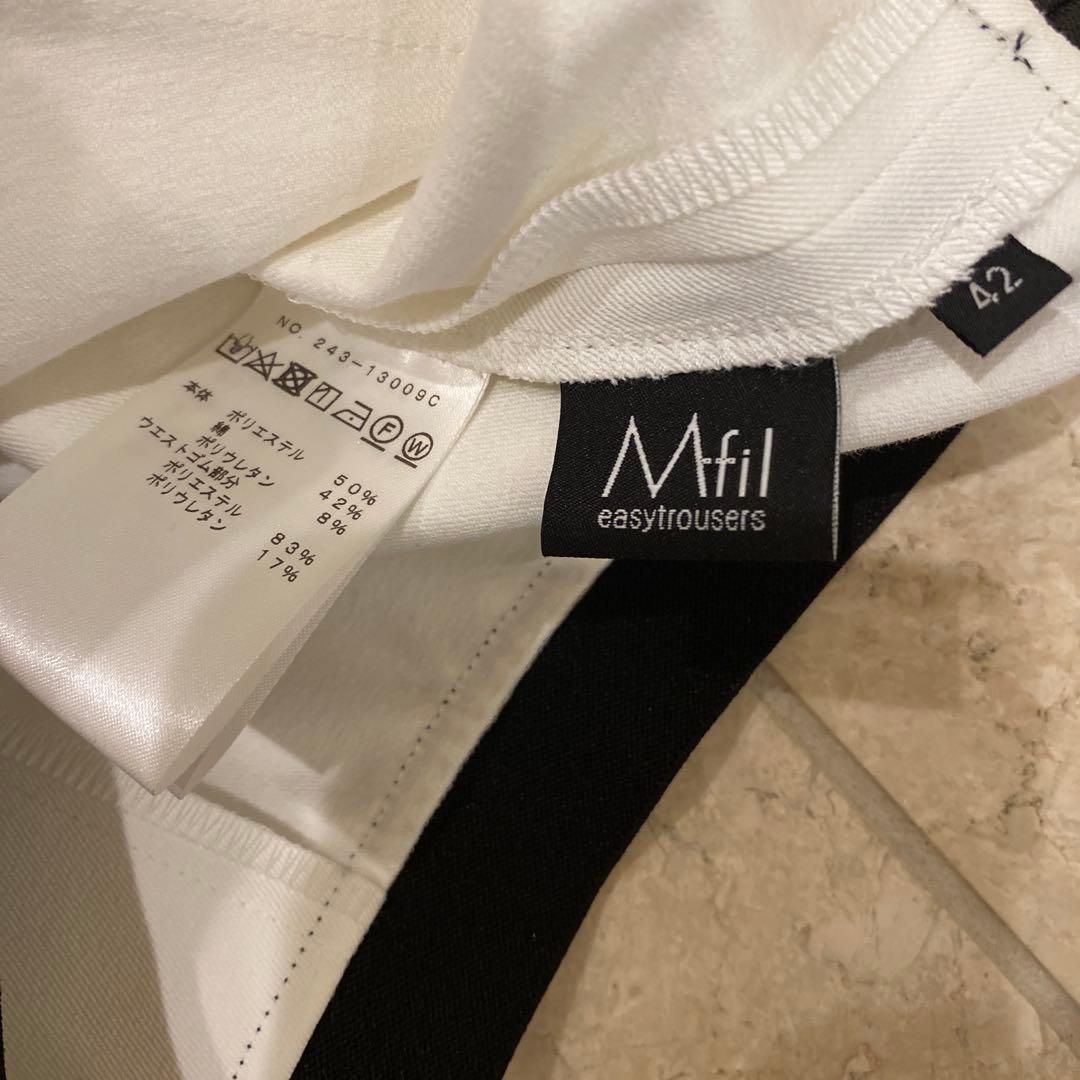 NO. 243-13009C
F W
本体 ポリエステル 50%
綿 42%
ポリウレタン 8%
ウエストゴム部分
ポリエステル 83%
ポリウレタン 17%
M-fil
easytrousers
42